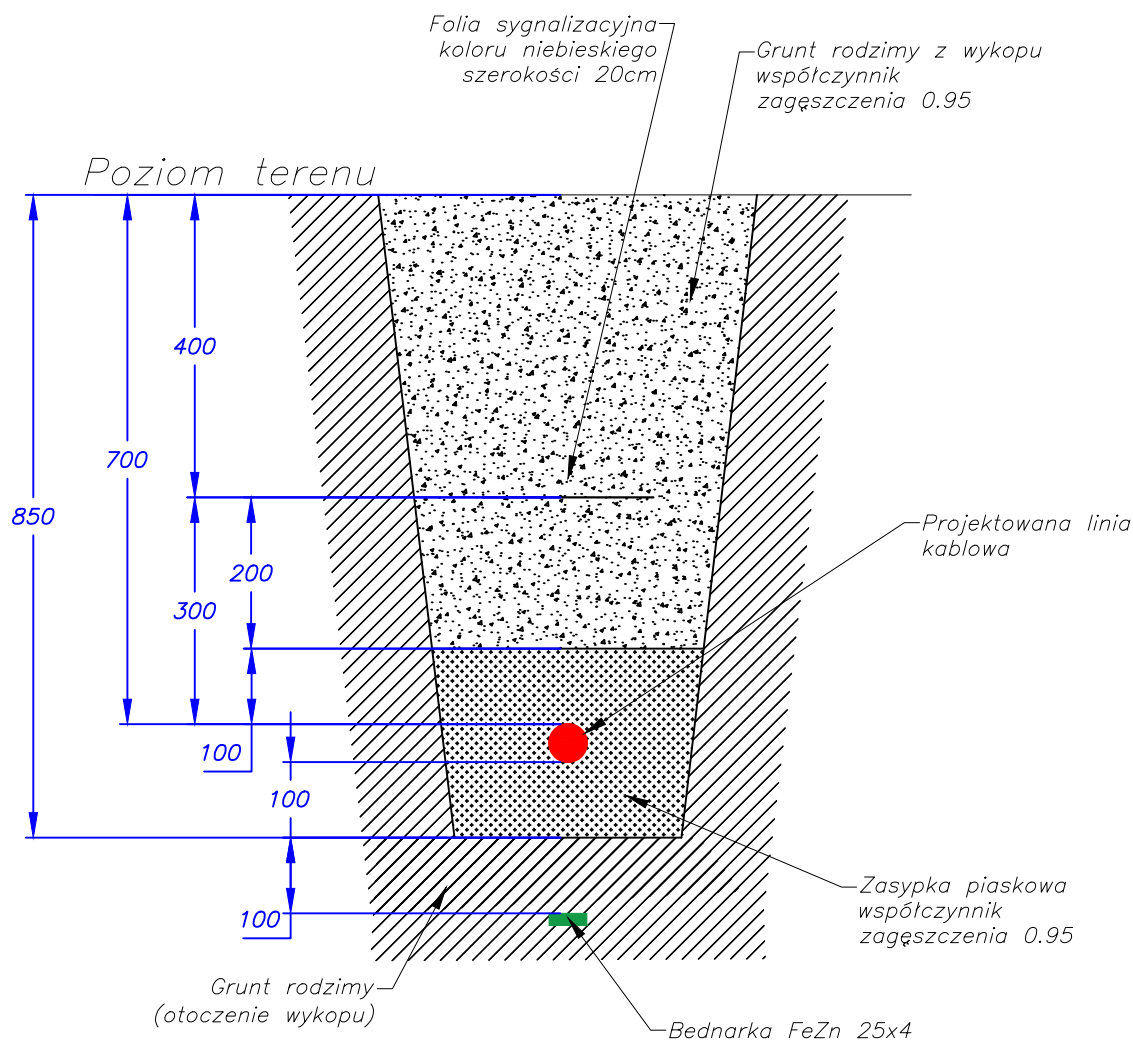 Folia sygnalizacyjna
koloru niebieskiego
szerokości 20cm
Grunt rodzimy z wykopu
współczynnik
zagęszczenia 0.95
Poziom terenu
400
700
850
200
300
Projektowana linia
kablowa
100
100
100
Zasypka piaskowa
współczynnik
zagęszczenia 0.95
Grunt rodzimy
(otoczenie wykopu)
Bednarka FeZn 25x4